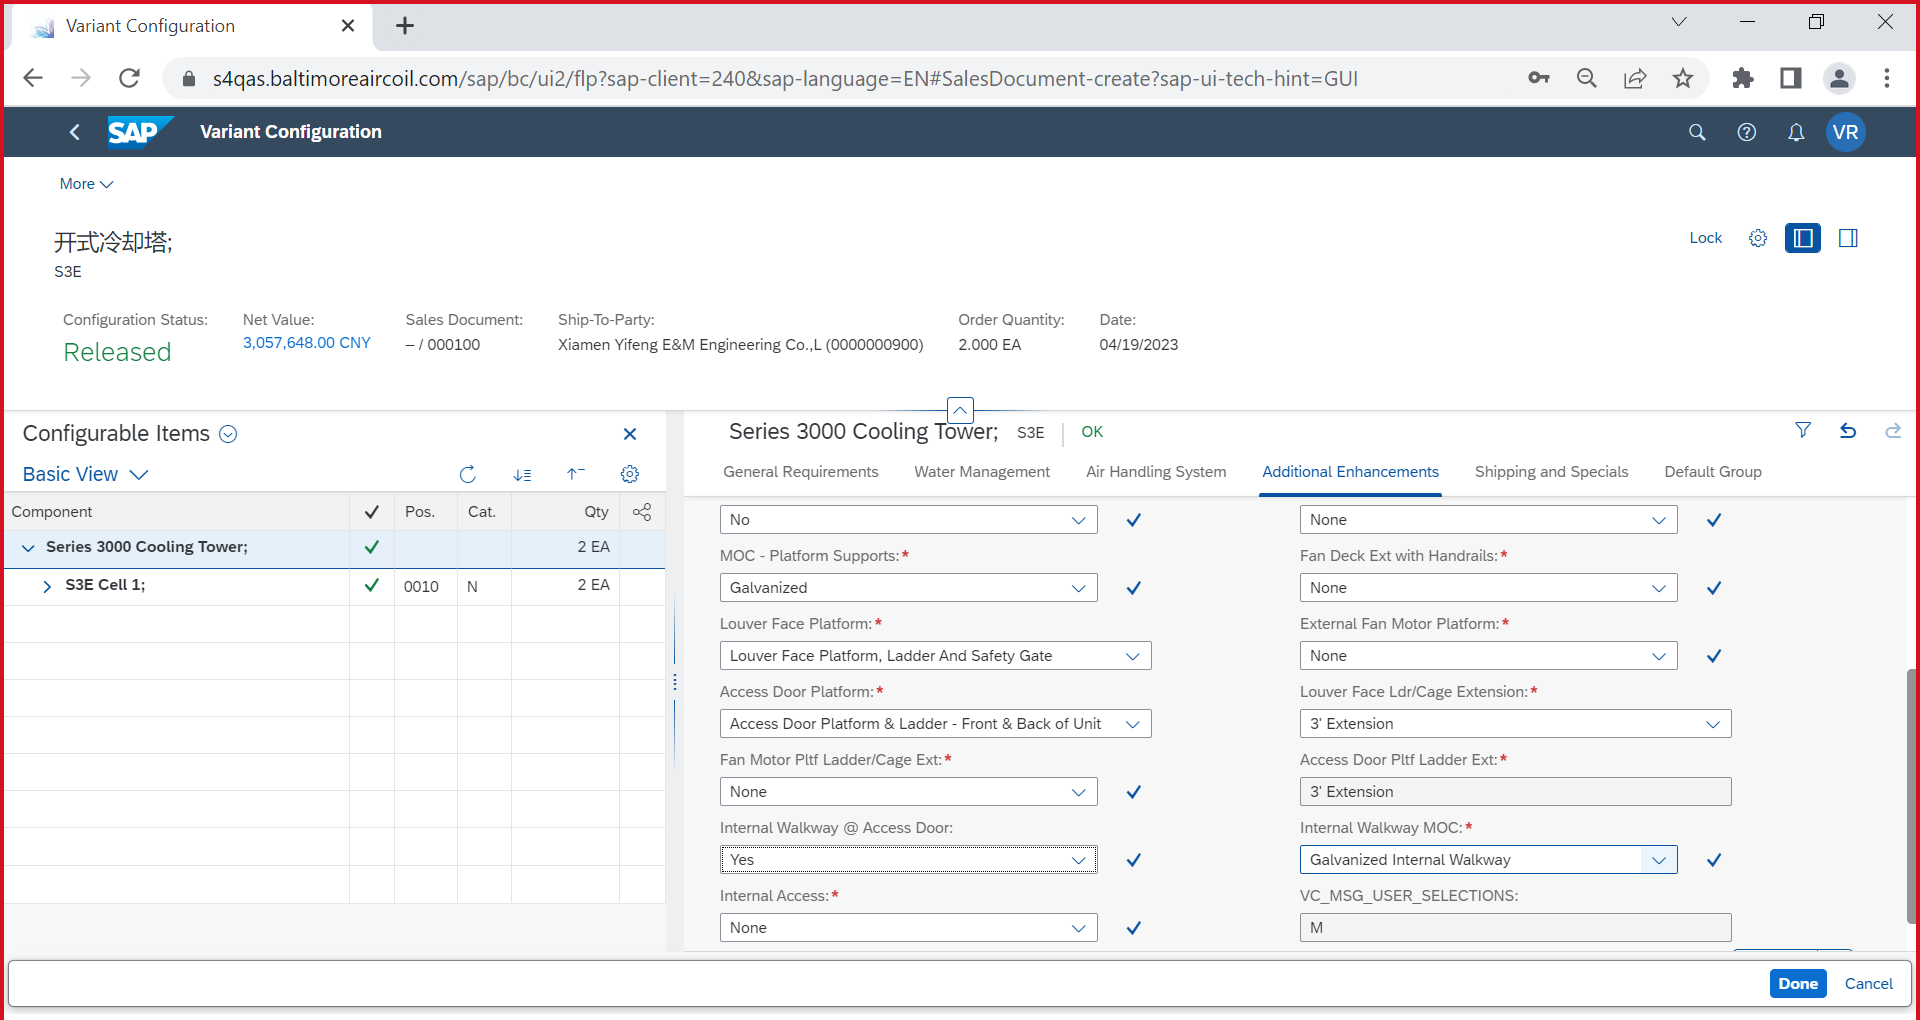 Variant Configuration
s4qas.baltimoreaircoil.com/sap/bc/ui2/flp?sap-client=240&sap-language=EN#SalesDocument-create?sap-ui-tech-hint=GUI
SAP Variant Configuration VR
More
开式冷却塔;
S3E
Lock
Configuration Status: Net Value: Sales Document: Ship-To-Party: Order Quantity: Date:
Released 3,057,648.00 CNY – / 000100 Xiamen Yifeng E&M Engineering Co.,L (0000000900) 2.000 EA 04/19/2023
Configurable Items
Basic View
Component Pos. Cat. Qty
Series 3000 Cooling Tower; 2 EA
S3E Cell 1; 0010 N 2 EA
Series 3000 Cooling Tower; S3E OK
General Requirements Water Management Air Handling System Additional Enhancements Shipping and Specials Default Group
No None
MOC - Platform Supports:* Fan Deck Ext with Handrails:*
Galvanized None
Louver Face Platform:* External Fan Motor Platform:*
Louver Face Platform, Ladder And Safety Gate None
Access Door Platform:* Louver Face Ldr/Cage Extension:*
Access Door Platform & Ladder - Front & Back of Unit 3' Extension
Fan Motor Pltf Ladder/Cage Ext:* Access Door Pltf Ladder Ext:*
None 3' Extension
Internal Walkway @ Access Door: Internal Walkway MOC:*
Yes Galvanized Internal Walkway
Internal Access:* VC_MSG_USER_SELECTIONS:
None M
Done Cancel